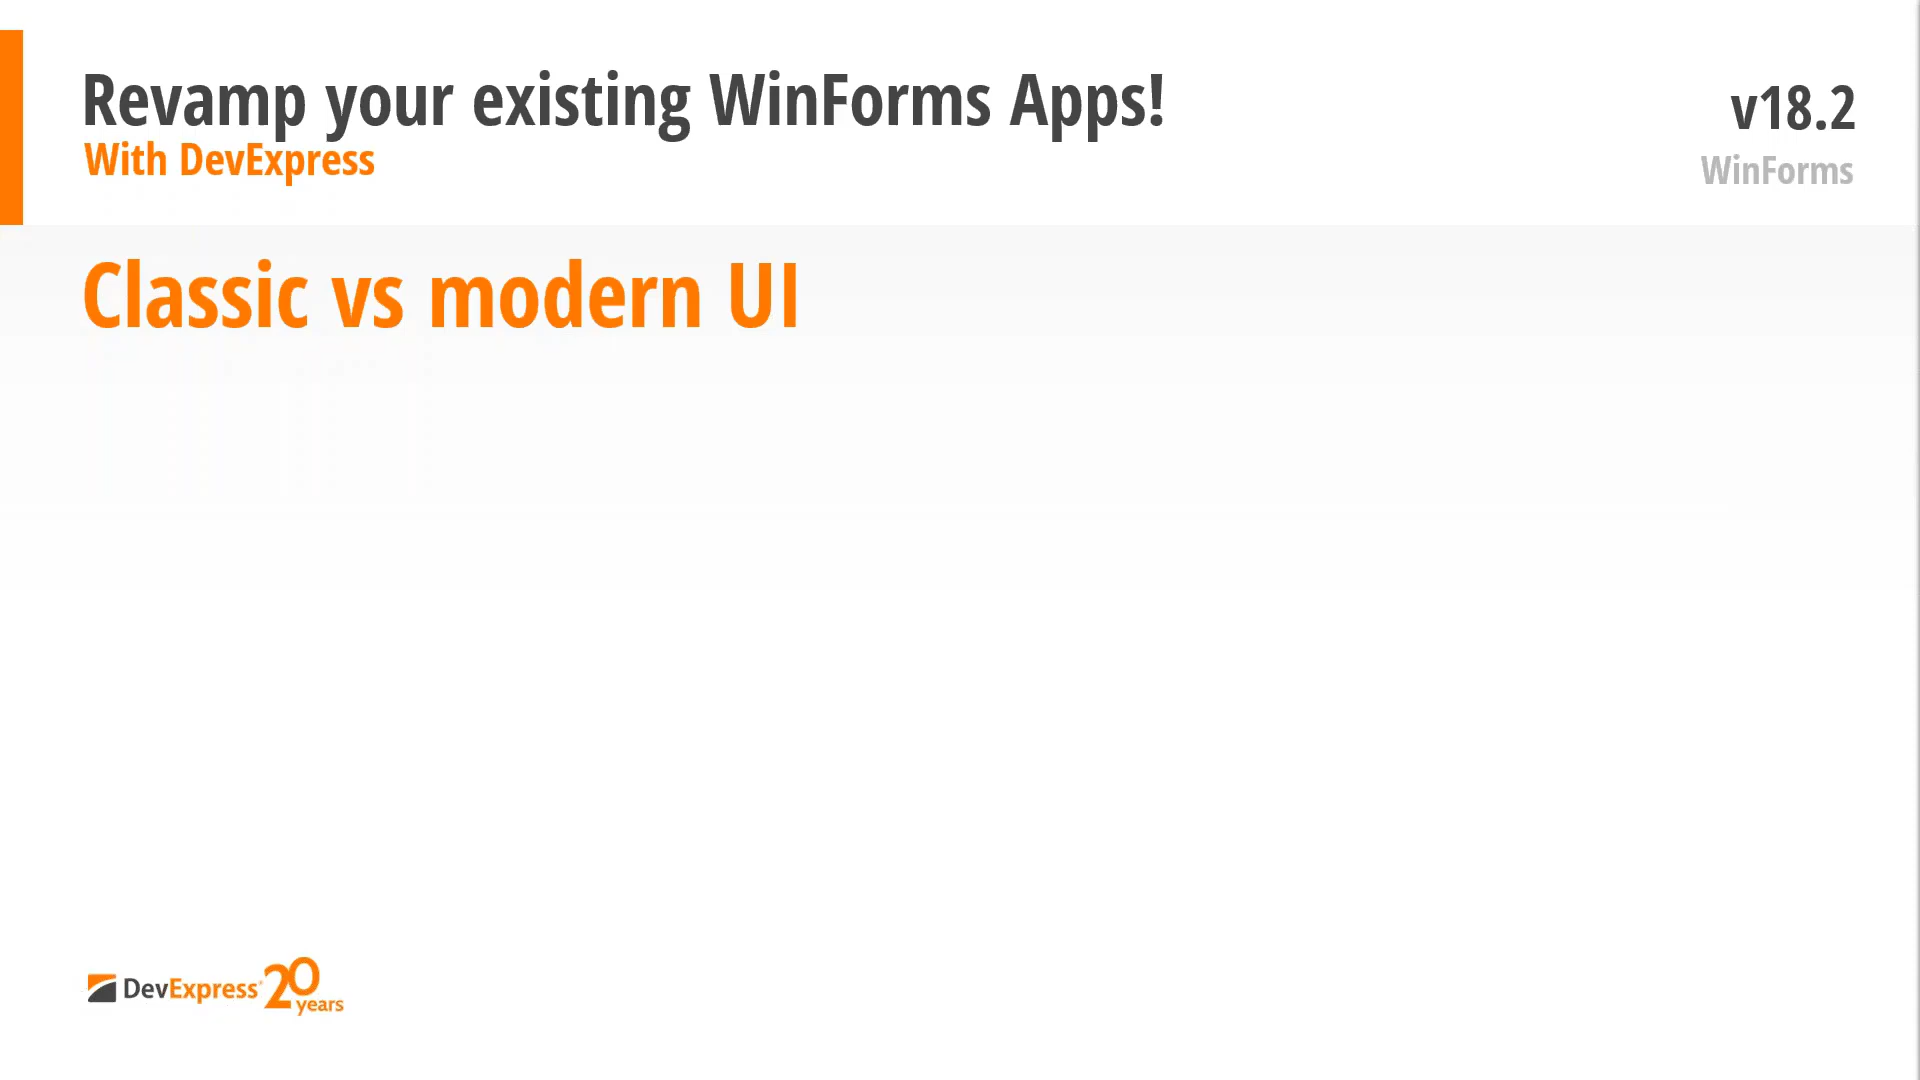 Revamp your existing WinForms Apps!
With DevExpress
v18.2
WinForms
Classic vs modern UI
DevExpress 20 years